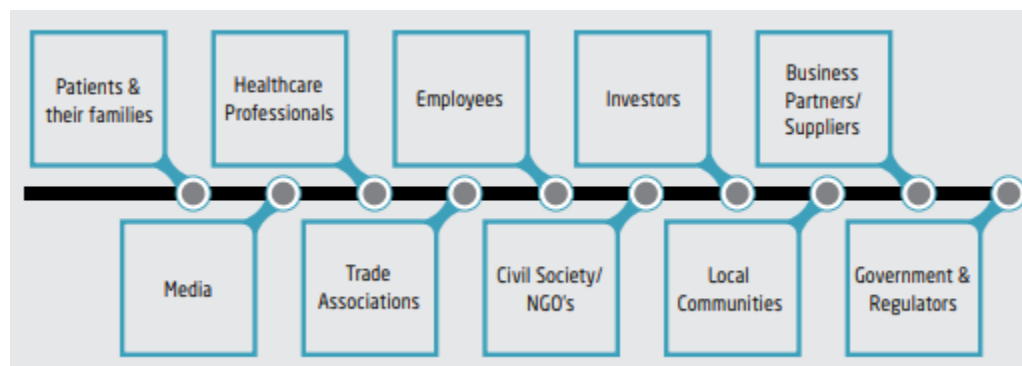 Patients &
their families
Healthcare
Professionals
Employees
Investors
Business
Partners/
Suppliers
Media
Trade
Associations
Civil Society/
NGO's
Local
Communities
Government &
Regulators